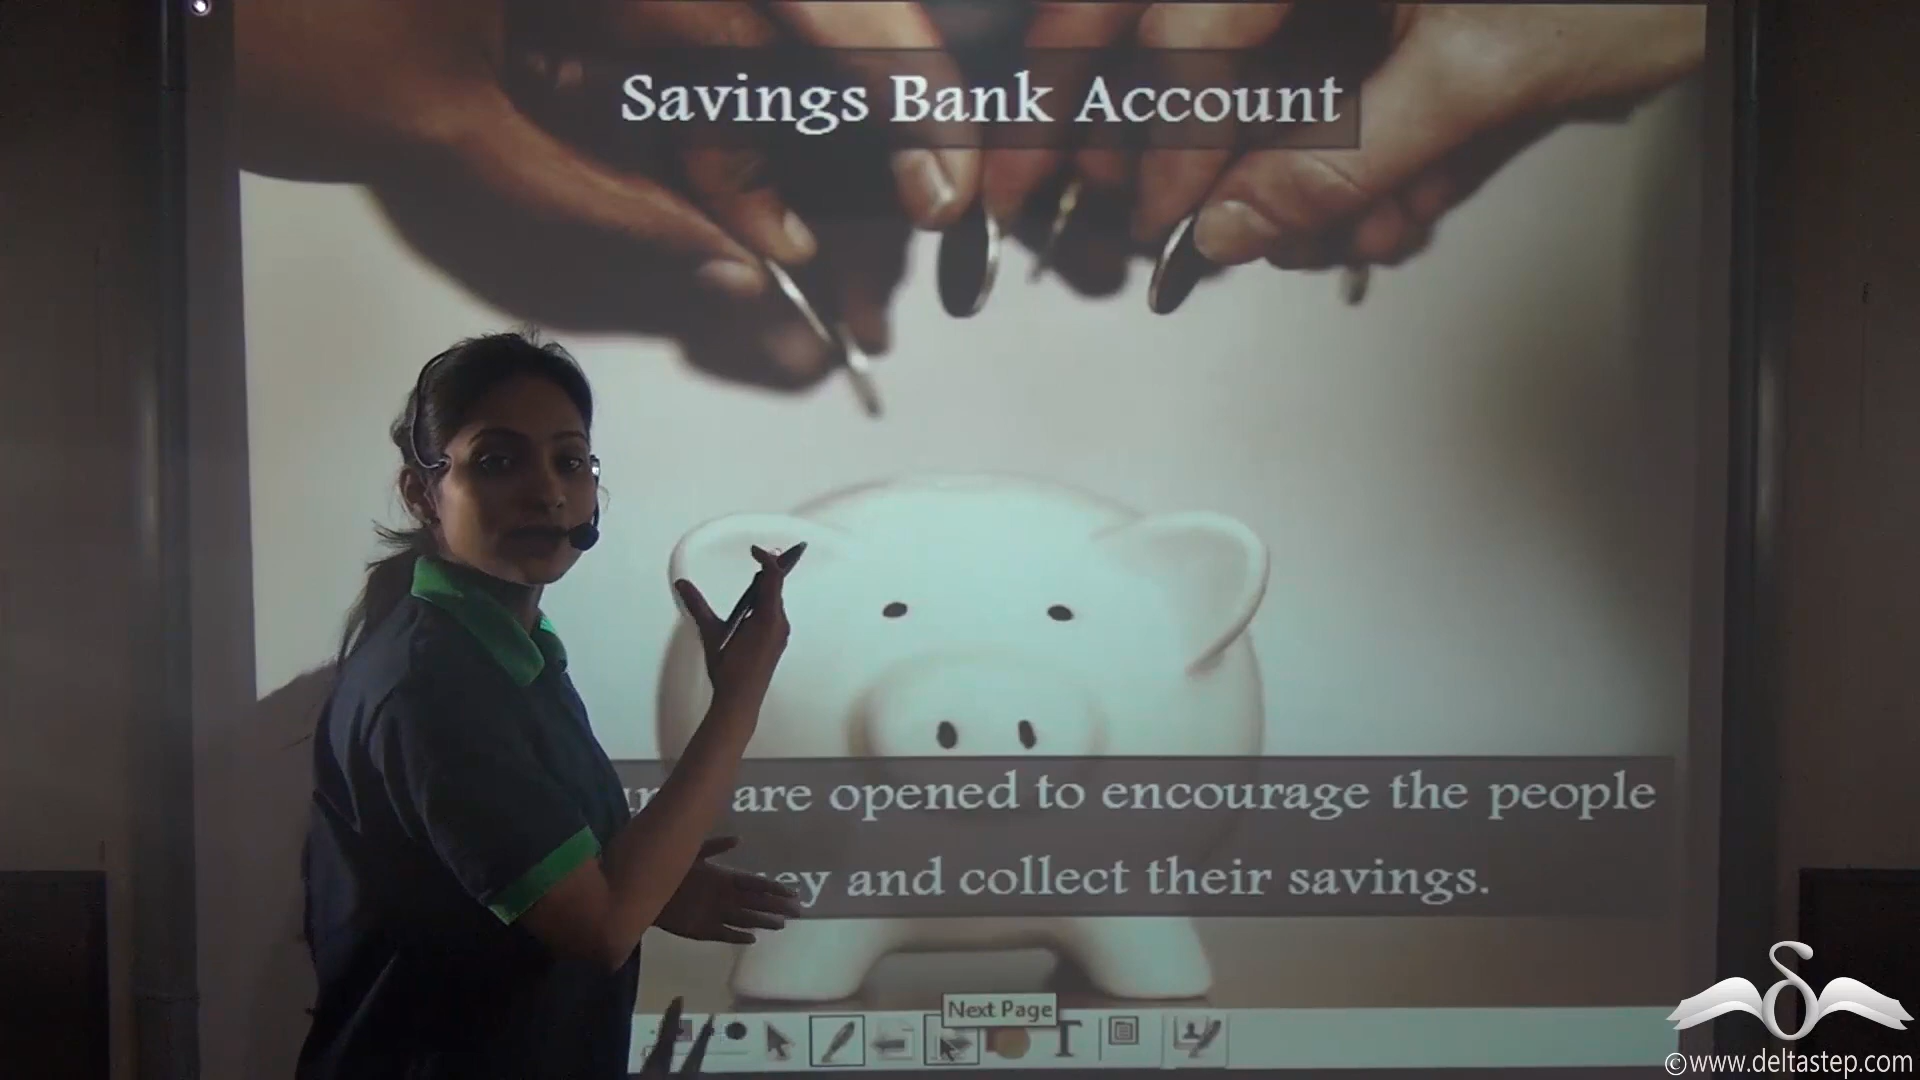 Savings Bank Account
are opened to encourage the people
and collect their savings.
Next Page
T
©www.deltastep.com